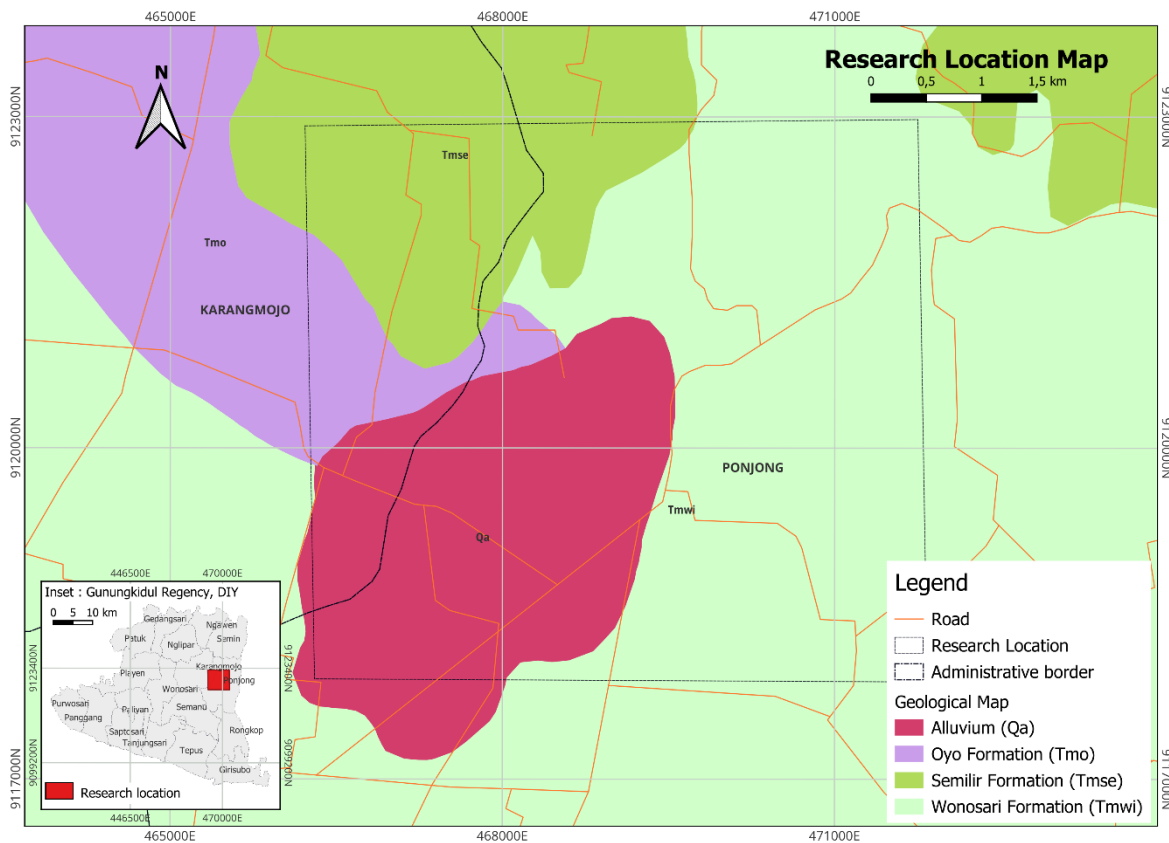 465000E
468000E
471000E
Research Location Map
0
0,5
1
1,5 km
N
9123000N
9123000N
Tmse
Tmo
KARANGMOJO
9120000N
9120000N
PONJONG
Tmwi
Qa
446500E
470000E
Inset : Gunungkidul Regency, DIY
0
5
10 km
Gedangsari
Ngawen
Patuk
Nglipar
Samin
Karangmojo
Playen
Ponjong
Wonosari
Purwosari
Paliyan
Semanu
Panggang
Saptosari
Rongkop
Tanjungsari
Tepus
Girisubo
9123400N
9123400N
9099200N
9099200N
Research location
446500E
470000E
Legend
Road
Research Location
Administrative border
Geological Map
Alluvium (Qa)
Oyo Formation (Tmo)
Semilir Formation (Tmse)
Wonosari Formation (Tmwi)
9117000N
9117000N
465000E
468000E
471000E